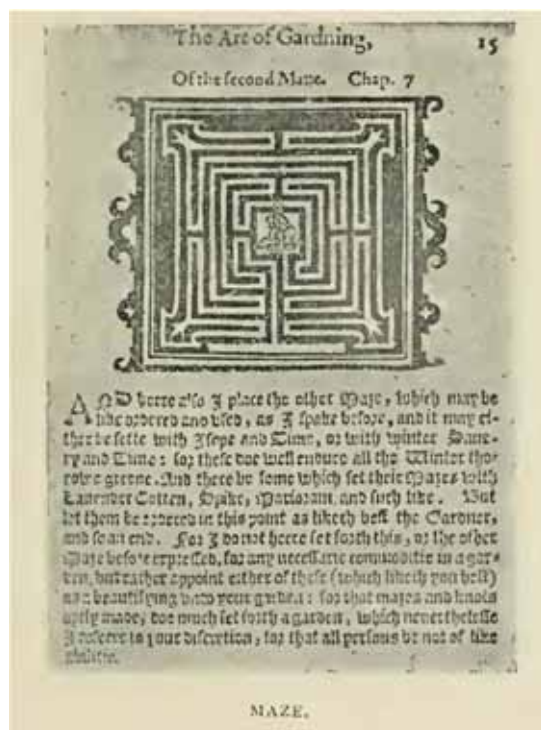 The Art of Gardning, 15
Of the second Maze. Chap. 7
AND heere also I place the other Maze, which may be
like ordered and used, as I spake before, and it may ei-
ther be sette with Isope and Time, or with winter Save-
ry and Time: for these doe well endure all the Winter tho-
rowe greene. And there be some which set their Mazes with
Lavender Cotten, Spike, Marioram, and such like. But
let them be ordered in this point as liketh best the Gardner,
and so an end. For I do not heere set forth this, or the other
Maze before expressed, for any necessarie commoditie in a gar-
den, but rather appoint either of these (which liketh you best)
as a beautifying unto your garden: for that mazes and knots
aptly made, doe much set forth a garden, which neverthelesse
I referre to your discretion, for that all persons be not of like
abilitie.
MAZE.